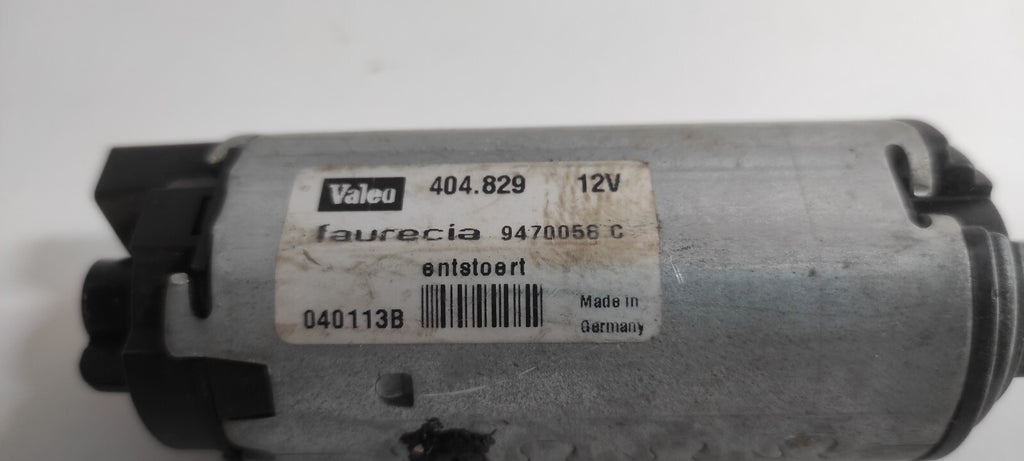 Valeo 404.829 12V
faurecia 9470056 C
entstoert
040113B Made in
Germany